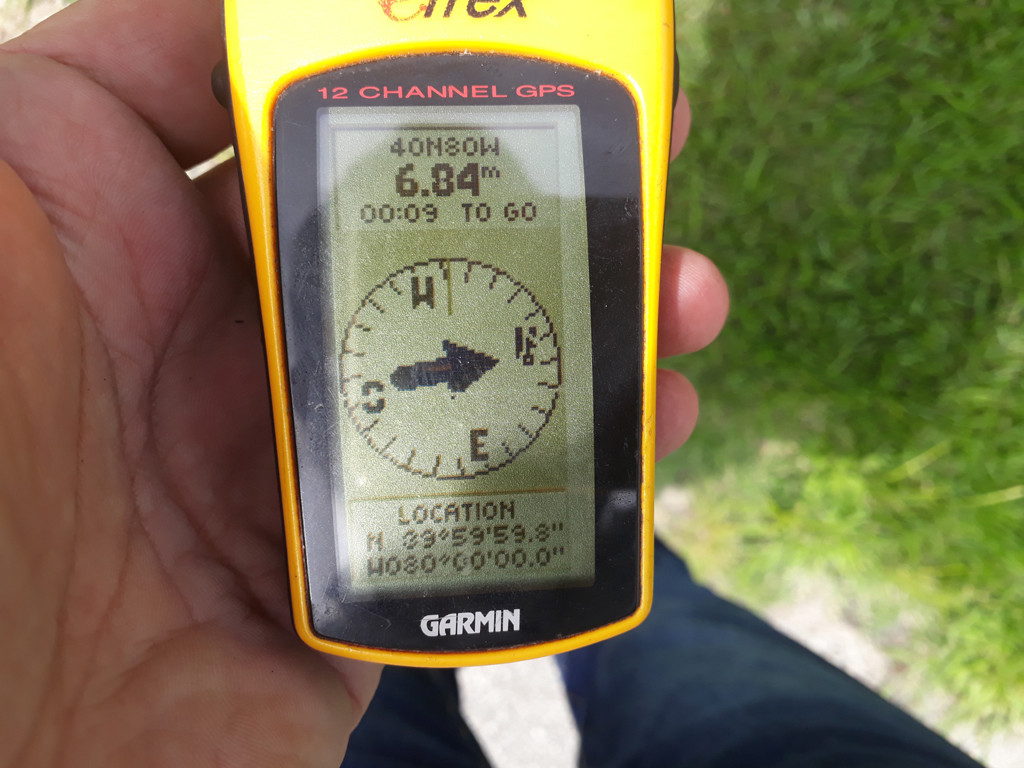 eTrex
12 CHANNEL GPS
40N80W
6.84m
00:09 TO GO
W
N
S
E
LOCATION
N 39°59'59.8"
W080°00'00.0"
GARMIN